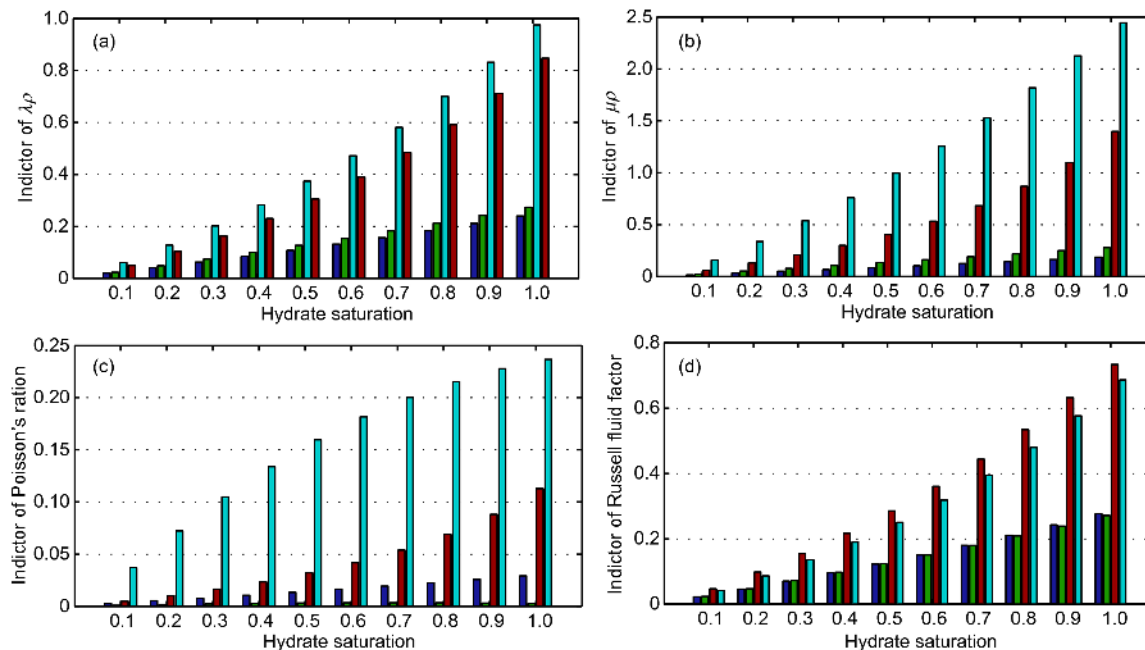 (a)
Indictor of λρ
1.0
0.8
0.6
0.4
0.2
0
0.1 0.2 0.3 0.4 0.5 0.6 0.7 0.8 0.9 1.0
Hydrate saturation
(b)
Indictor of μρ
2.5
2.0
1.5
1.0
0.5
0
0.1 0.2 0.3 0.4 0.5 0.6 0.7 0.8 0.9 1.0
Hydrate saturation
(c)
Indictor of Poisson's ration
0.25
0.20
0.15
0.10
0.05
0
0.1 0.2 0.3 0.4 0.5 0.6 0.7 0.8 0.9 1.0
Hydrate saturation
(d)
Indictor of Russell fluid factor
0.8
0.6
0.4
0.2
0
0.1 0.2 0.3 0.4 0.5 0.6 0.7 0.8 0.9 1.0
Hydrate saturation